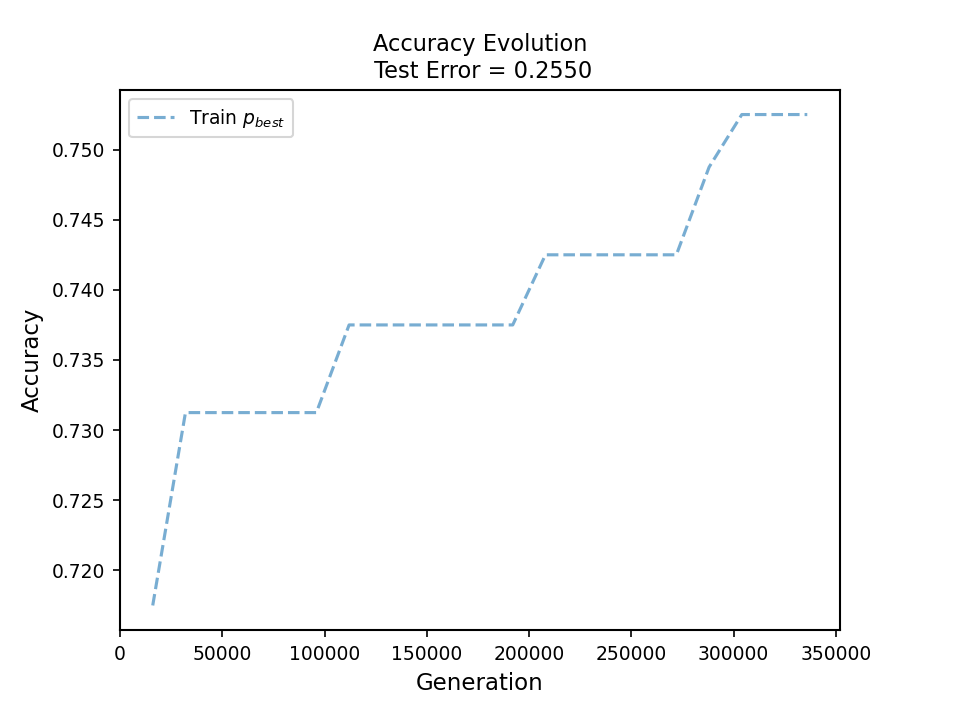 Accuracy Evolution
Test Error = 0.2550
Train p_best
0.750
0.745
0.740
0.735
0.730
0.725
0.720
Accuracy
0 50000 100000 150000 200000 250000 300000 350000
Generation